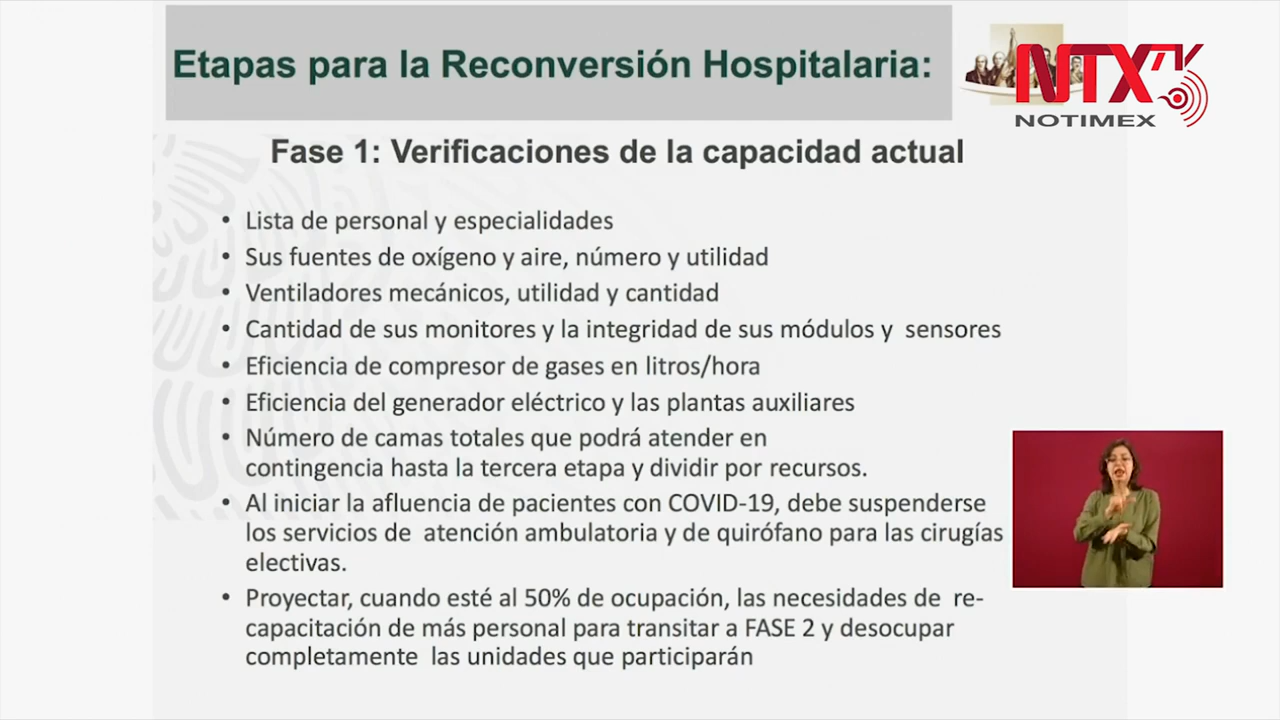 Etapas para la Reconversión Hospitalaria:
NTX TV
NOTIMEX
Fase 1: Verificaciones de la capacidad actual
• Lista de personal y especialidades
• Sus fuentes de oxígeno y aire, número y utilidad
• Ventiladores mecánicos, utilidad y cantidad
• Cantidad de sus monitores y la integridad de sus módulos y sensores
• Eficiencia de compresor de gases en litros/hora
• Eficiencia del generador eléctrico y las plantas auxiliares
• Número de camas totales que podrá atender en
contingencia hasta la tercera etapa y dividir por recursos.
• Al iniciar la afluencia de pacientes con COVID-19, debe suspenderse
los servicios de atención ambulatoria y de quirófano para las cirugías
electivas.
• Proyectar, cuando esté al 50% de ocupación, las necesidades de re-
capacitación de más personal para transitar a FASE 2 y desocupar
completamente las unidades que participarán